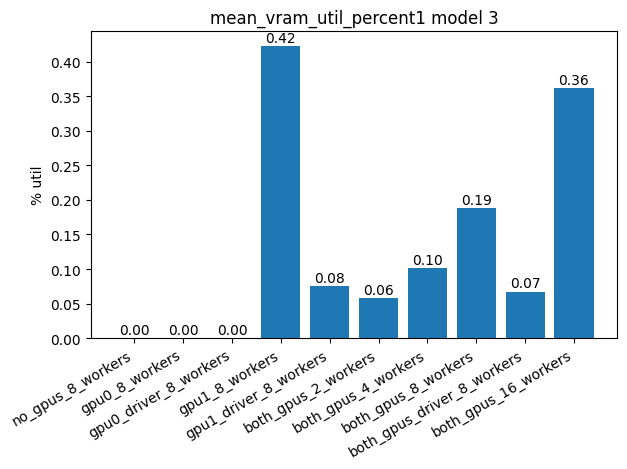 mean_vram_util_percent1 model 3
% util
0.40
0.35
0.30
0.25
0.20
0.15
0.10
0.05
0.00
0.00
0.00
0.00
0.42
0.08
0.06
0.10
0.19
0.07
0.36
no_gpus_8_workers
gpu0_8_workers
gpu0_driver_8_workers
gpu1_8_workers
gpu1_driver_8_workers
both_gpus_2_workers
both_gpus_4_workers
both_gpus_8_workers
both_gpus_driver_8_workers
both_gpus_16_workers